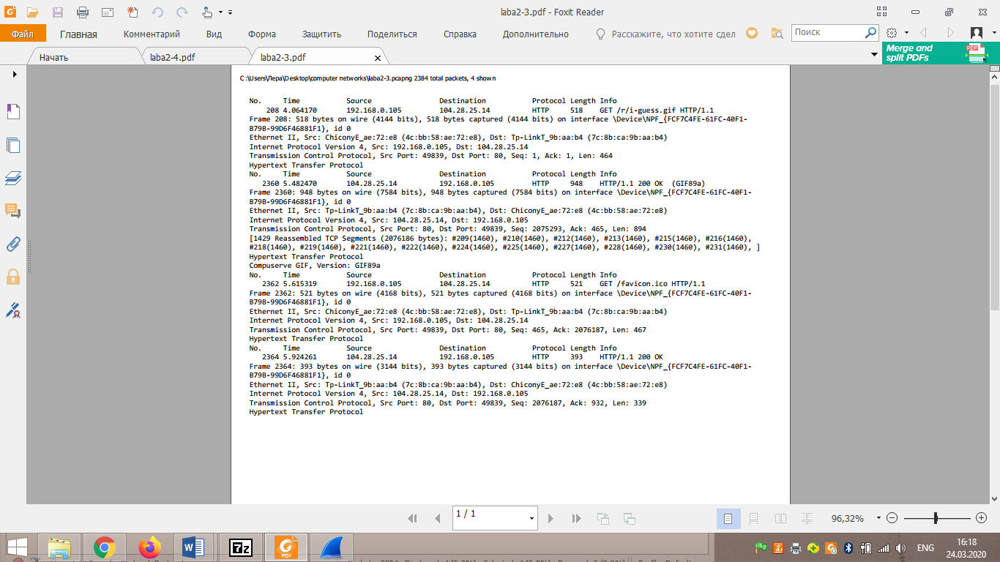 laba2-3.pdf - Foxit Reader
Файл Главная Комментарий Вид Форма Защитить Поделиться Справка Дополнительно Расскажите, что хотите сдел Поиск
Начать laba2-4.pdf laba2-3.pdf
Merge and
split PDFs
PDF
C:\Users\Лера\Desktop\computer networks\laba2-3.pcapng 2384 total packets, 4 shown
No. Time Source Destination Protocol Length Info
208 4.064170 192.168.0.105 104.28.25.14 HTTP 518 GET /r/i-guess.gif HTTP/1.1
Frame 208: 518 bytes on wire (4144 bits), 518 bytes captured (4144 bits) on interface \Device\NPF_{FCF7C4FE-61FC-40F1-
B79B-99D6F46881F1}, id 0
Ethernet II, Src: ChiconyE_ae:72:e8 (4c:bb:58:ae:72:e8), Dst: Tp-LinkT_9b:aa:b4 (7c:8b:ca:9b:aa:b4)
Internet Protocol Version 4, Src: 192.168.0.105, Dst: 104.28.25.14
Transmission Control Protocol, Src Port: 49839, Dst Port: 80, Seq: 1, Ack: 1, Len: 464
Hypertext Transfer Protocol
No. Time Source Destination Protocol Length Info
2360 5.482470 104.28.25.14 192.168.0.105 HTTP 948 HTTP/1.1 200 OK (GIF89a)
Frame 2360: 948 bytes on wire (7584 bits), 948 bytes captured (7584 bits) on interface \Device\NPF_{FCF7C4FE-61FC-40F1-
B79B-99D6F46881F1}, id 0
Ethernet II, Src: Tp-LinkT_9b:aa:b4 (7c:8b:ca:9b:aa:b4), Dst: ChiconyE_ae:72:e8 (4c:bb:58:ae:72:e8)
Internet Protocol Version 4, Src: 104.28.25.14, Dst: 192.168.0.105
Transmission Control Protocol, Src Port: 80, Dst Port: 49839, Seq: 2075293, Ack: 465, Len: 894
[1429 Reassembled TCP Segments (2076186 bytes): #209(1460), #210(1460), #212(1460), #213(1460), #215(1460), #216(1460),
#218(1460), #219(1460), #221(1460), #222(1460), #224(1460), #225(1460), #227(1460), #228(1460), #230(1460), #231(1460), ]
Hypertext Transfer Protocol
Compuserve GIF, Version: GIF89a
No. Time Source Destination Protocol Length Info
2362 5.615319 192.168.0.105 104.28.25.14 HTTP 521 GET /favicon.ico HTTP/1.1
Frame 2362: 521 bytes on wire (4168 bits), 521 bytes captured (4168 bits) on interface \Device\NPF_{FCF7C4FE-61FC-40F1-
B79B-99D6F46881F1}, id 0
Ethernet II, Src: ChiconyE_ae:72:e8 (4c:bb:58:ae:72:e8), Dst: Tp-LinkT_9b:aa:b4 (7c:8b:ca:9b:aa:b4)
Internet Protocol Version 4, Src: 192.168.0.105, Dst: 104.28.25.14
Transmission Control Protocol, Src Port: 49839, Dst Port: 80, Seq: 465, Ack: 2076187, Len: 467
Hypertext Transfer Protocol
No. Time Source Destination Protocol Length Info
2364 5.924261 104.28.25.14 192.168.0.105 HTTP 393 HTTP/1.1 200 OK
Frame 2364: 393 bytes on wire (3144 bits), 393 bytes captured (3144 bits) on interface \Device\NPF_{FCF7C4FE-61FC-40F1-
B79B-99D6F46881F1}, id 0
Ethernet II, Src: Tp-LinkT_9b:aa:b4 (7c:8b:ca:9b:aa:b4), Dst: ChiconyE_ae:72:e8 (4c:bb:58:ae:72:e8)
Internet Protocol Version 4, Src: 104.28.25.14, Dst: 192.168.0.105
Transmission Control Protocol, Src Port: 80, Dst Port: 49839, Seq: 2076187, Ack: 932, Len: 339
Hypertext Transfer Protocol
1 / 1
96,32%
7z
PDF
ENG
16:18
24.03.2020